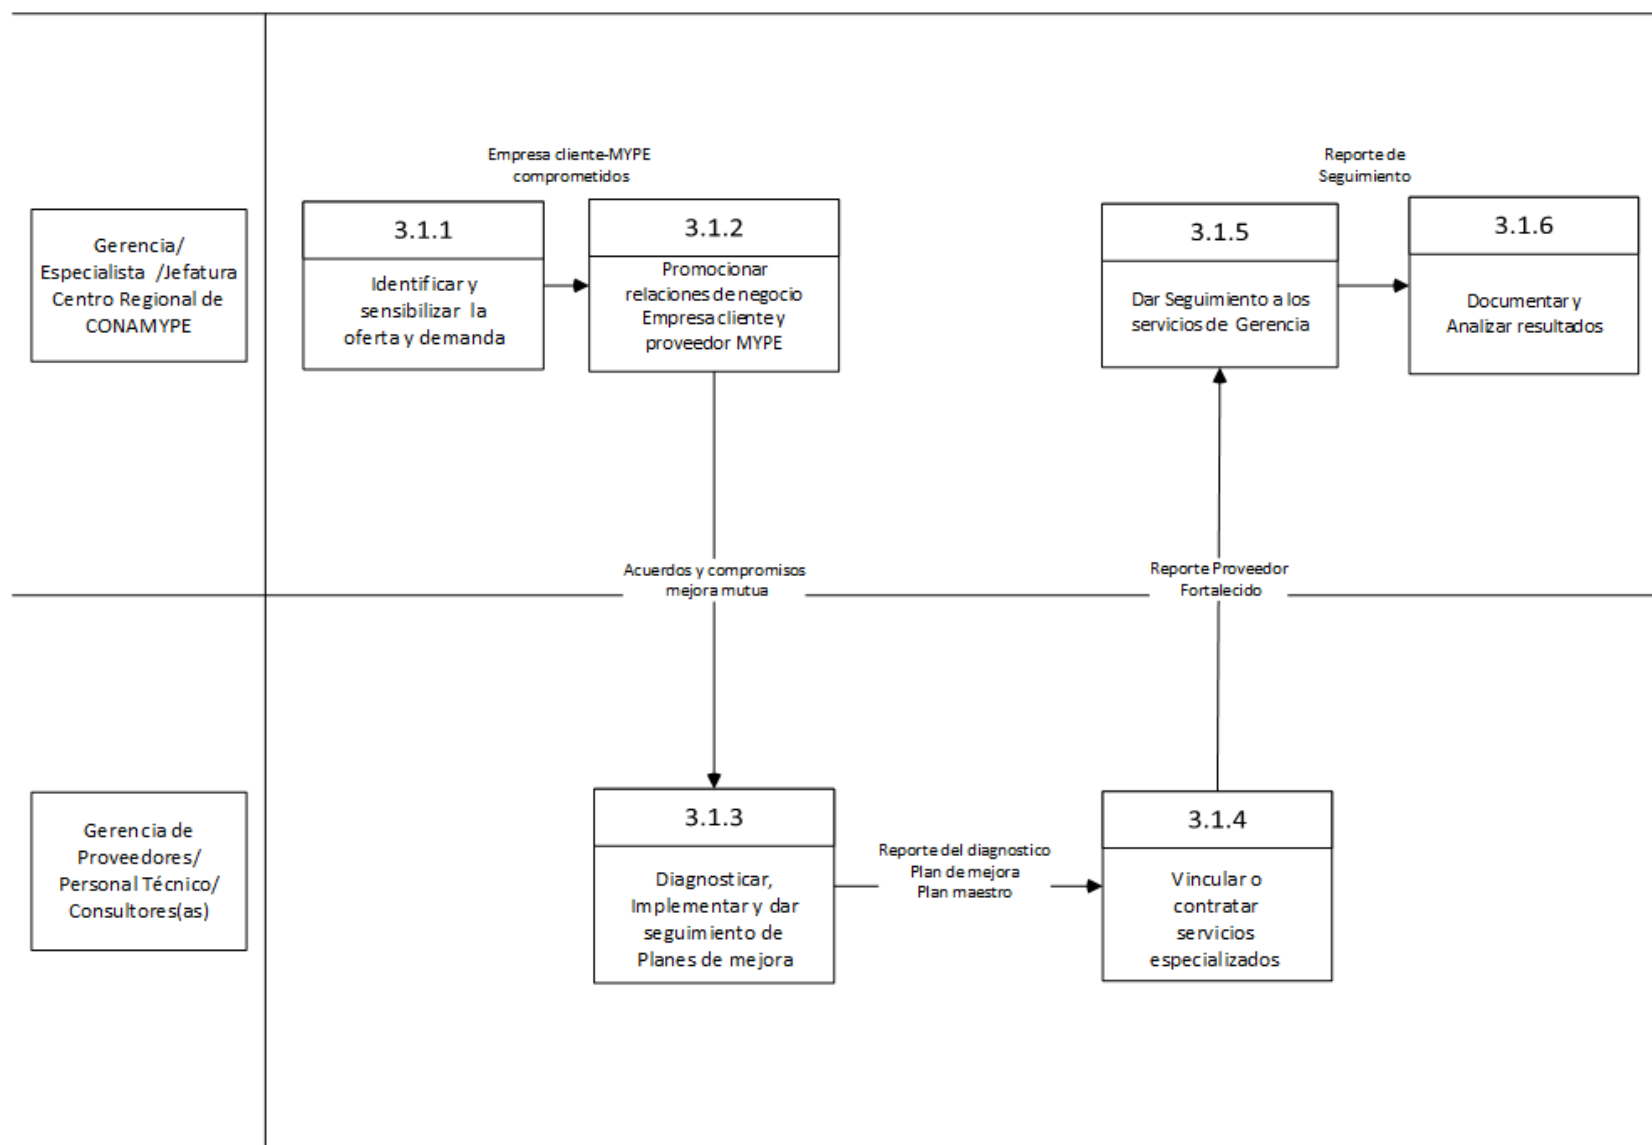 Empresa cliente-MYPE
comprometidos
Reporte de
Seguimiento
Gerencia/
Especialista /Jefatura
Centro Regional de
CONAMYPE
3.1.1
Identificar y
sensibilizar la
oferta y demanda
3.1.2
Promocionar
relaciones de negocio
Empresa cliente y
proveedor MYPE
3.1.5
Dar Seguimiento a los
servicios de Gerencia
3.1.6
Documentar y
Analizar resultados
Acuerdos y compromisos
mejora mutua
Reporte Proveedor
Fortalecido
Gerencia de
Proveedores/
Personal Técnico/
Consultores(as)
3.1.3
Diagnosticar,
Implementar y dar
seguimiento de
Planes de mejora
Reporte del diagnostico
Plan de mejora
Plan maestro
3.1.4
Vincular o
contratar
servicios
especializados